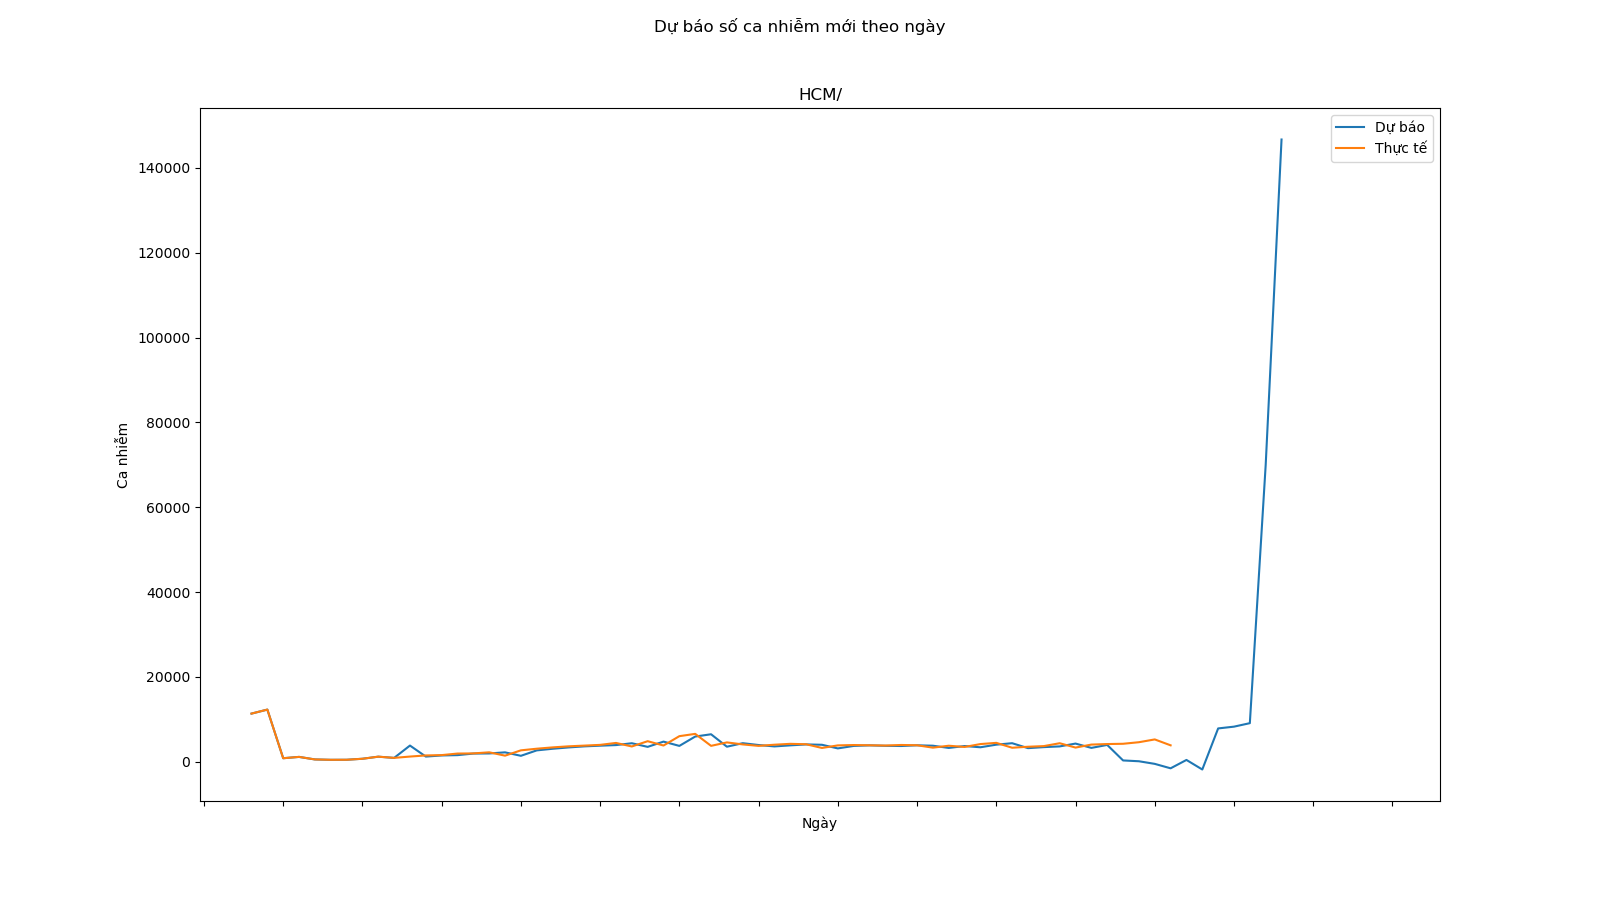 Dự báo số ca nhiễm mới theo ngày
HCM/
Dự báo
Thực tế
140000
120000
100000
80000
60000
40000
20000
0
Ca nhiễm
Ngày